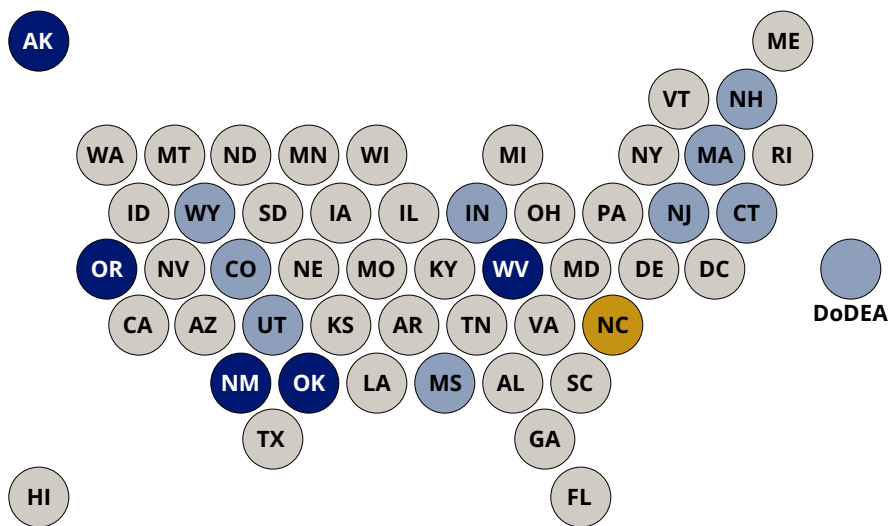 AK ME
VT NH
WA MT ND MN WI MI NY MA RI
ID WY SD IA IL IN OH PA NJ CT
OR NV CO NE MO KY WV MD DE DC
DoDEA
CA AZ UT KS AR TN VA NC
NM OK LA MS AL SC
TX GA
HI FL